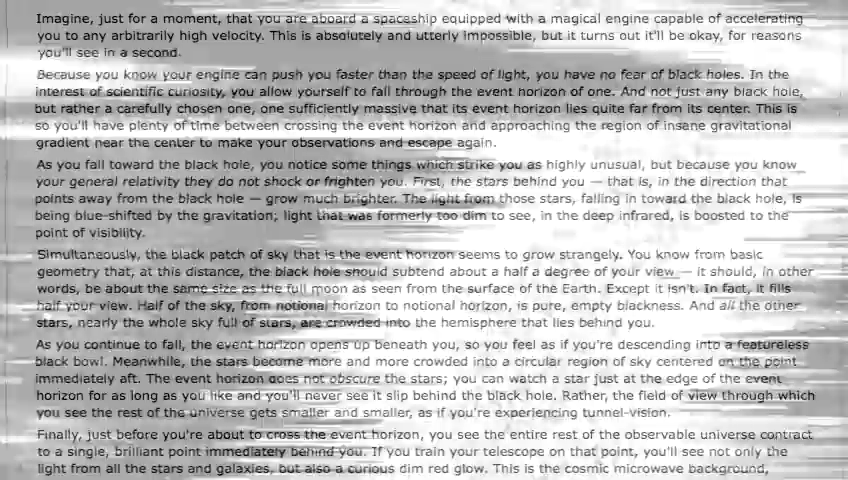 Imagine, just for a moment, that you are aboard a spaceship equipped with a magical engine capable of accelerating
you to any arbitrarily high velocity. This is absolutely and utterly impossible, but it turns out it'll be okay, for reasons
you'll see in a second.
Because you know your engine can push you faster than the speed of light, you have no fear of black holes. In the
interest of scientific curiosity, you allow yourself to fall through the event horizon of one. And not just any black hole,
but rather a carefully chosen one, one sufficiently massive that its event horizon lies quite far from its center. This is
so you'll have plenty of time between crossing the event horizon and approaching the region of insane gravitational
gradient near the center to make your observations and escape again.
As you fall toward the black hole, you notice some things which strike you as highly unusual, but because you know
your general relativity they do not shock or frighten you. First, the stars behind you — that is, in the direction that
points away from the black hole — grow much brighter. The light from those stars, falling in toward the black hole, is
being blue-shifted by the gravitation; light that was formerly too dim to see, in the deep infrared, is boosted to the
point of visibility.
Simultaneously, the black patch of sky that is the event horizon seems to grow strangely. You know from basic
geometry that, at this distance, the black hole should subtend about a half a degree of your view — it should, in other
words, be about the same size as the full moon as seen from the surface of the Earth. Except it isn't. In fact, it fills
half your view. Half of the sky, from notional horizon to notional horizon, is pure, empty blackness. And all the other
stars, nearly the whole sky full of stars, are crowded into the hemisphere that lies behind you.
As you continue to fall, the event horizon opens up beneath you, so you feel as if you're descending into a featureless
black bowl. Meanwhile, the stars become more and more crowded into a circular region of sky centered on the point
immediately aft. The event horizon does not obscure the stars; you can watch a star just at the edge of the event
horizon for as long as you like and you'll never see it slip behind the black hole. Rather, the field of view through which
you see the rest of the universe gets smaller and smaller, as if you're experiencing tunnel-vision.
Finally, just before you're about to cross the event horizon, you see the entire rest of the observable universe contract
to a single, brilliant point immediately behind you. If you train your telescope on that point, you'll see not only the
light from all the stars and galaxies, but also a curious dim red glow. This is the cosmic microwave background,